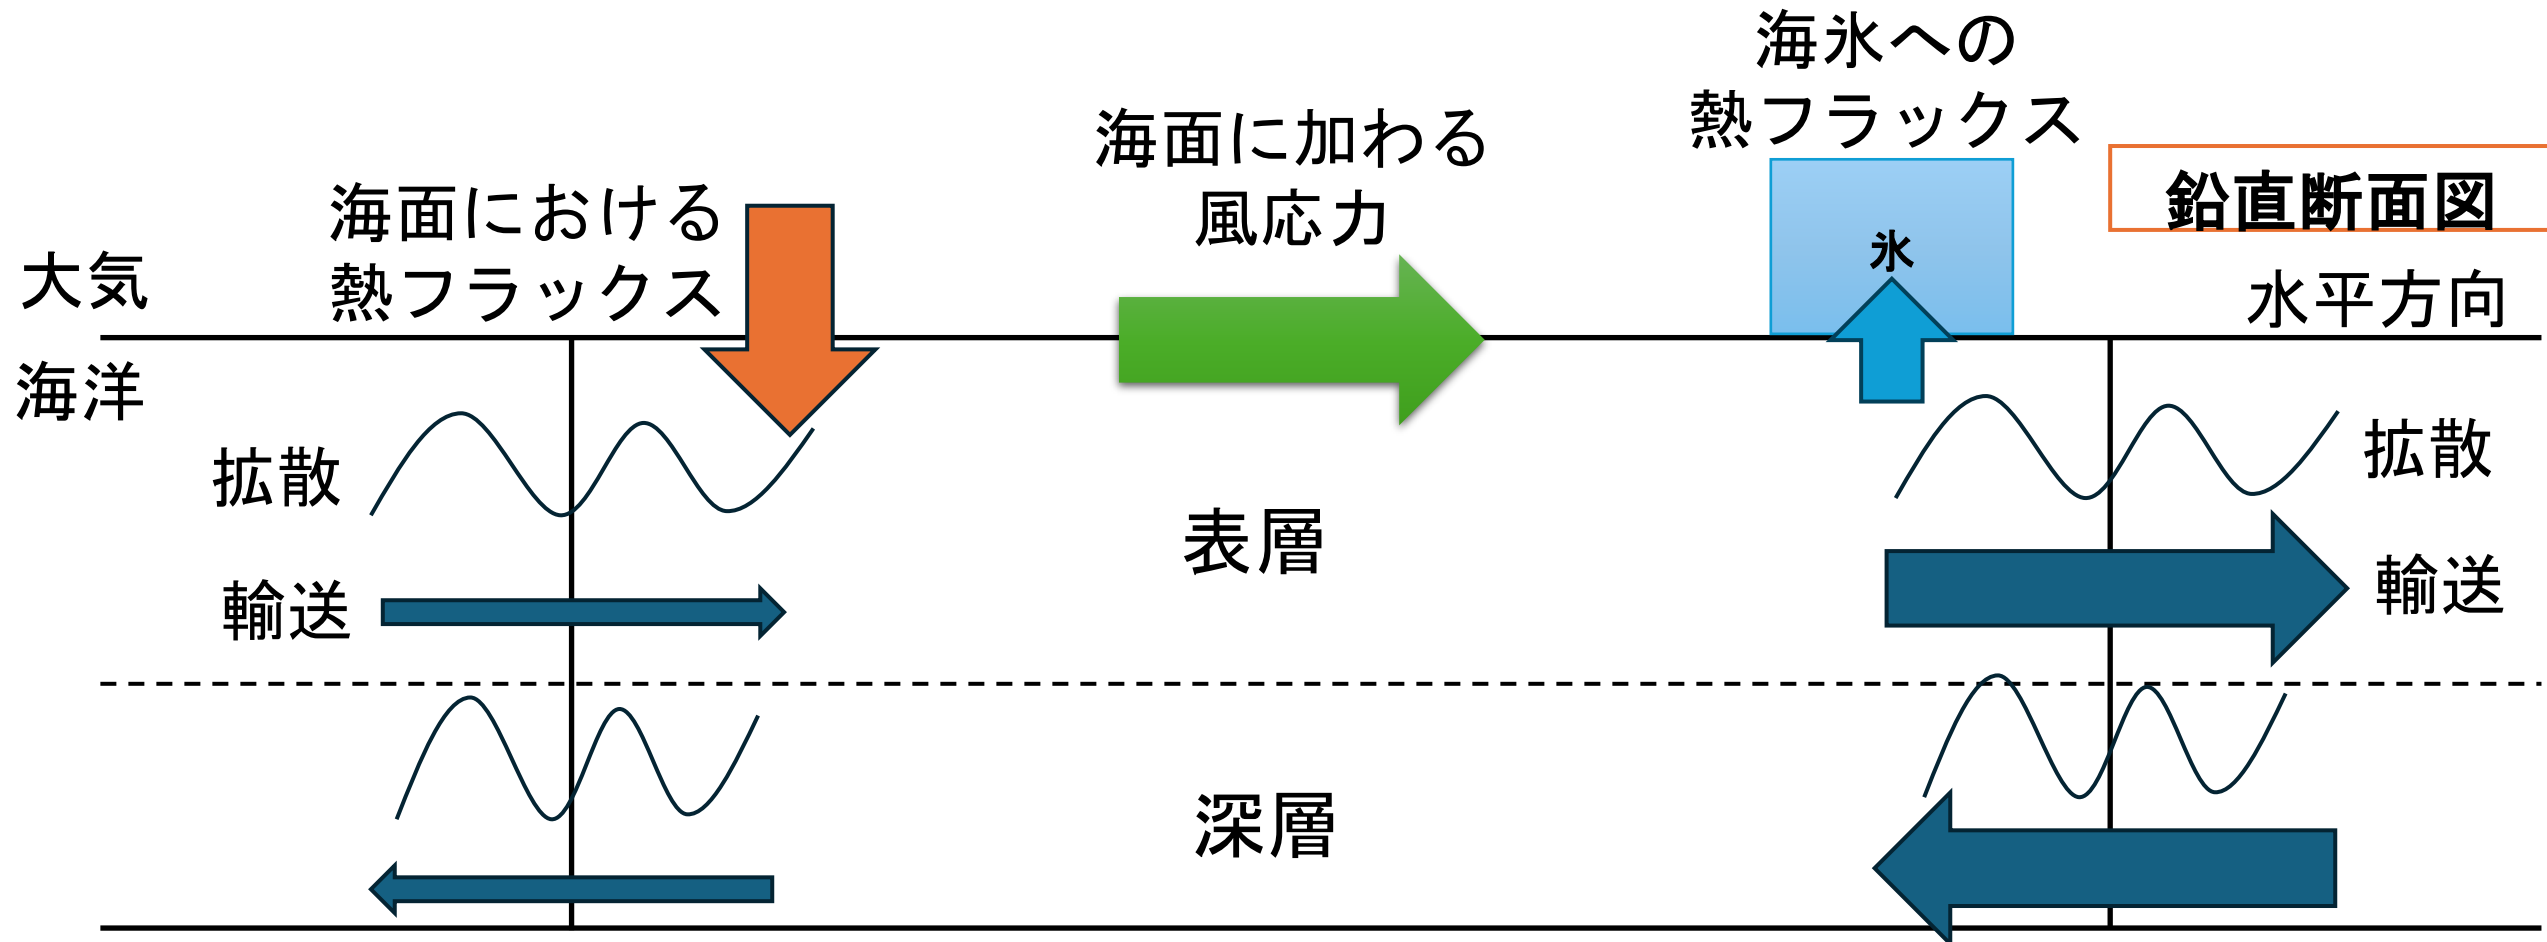 海氷への
熱フラックス
海面に加わる
風応力
鉛直断面図
海面における
熱フラックス
氷
大気
水平方向
海洋
拡散
拡散
表層
輸送
輸送
深層